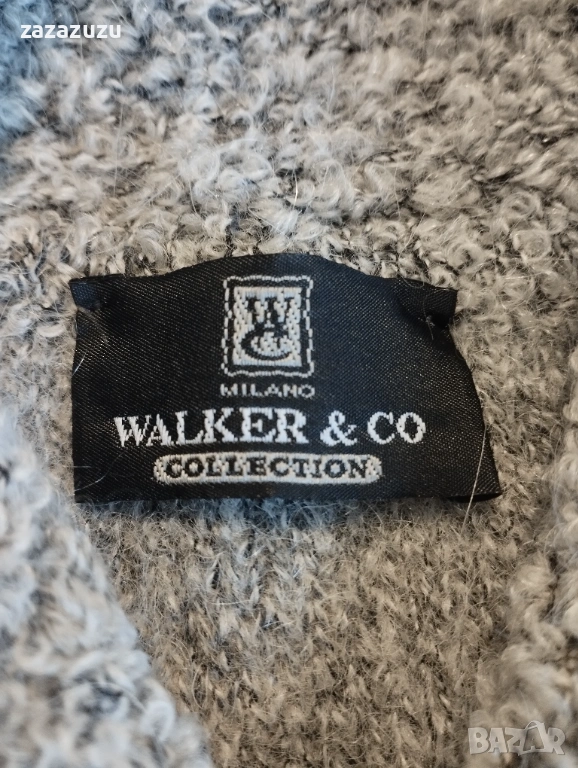 zazazuzu
W &
MILANO
WALKER & CO
COLLECTION
BAZAR